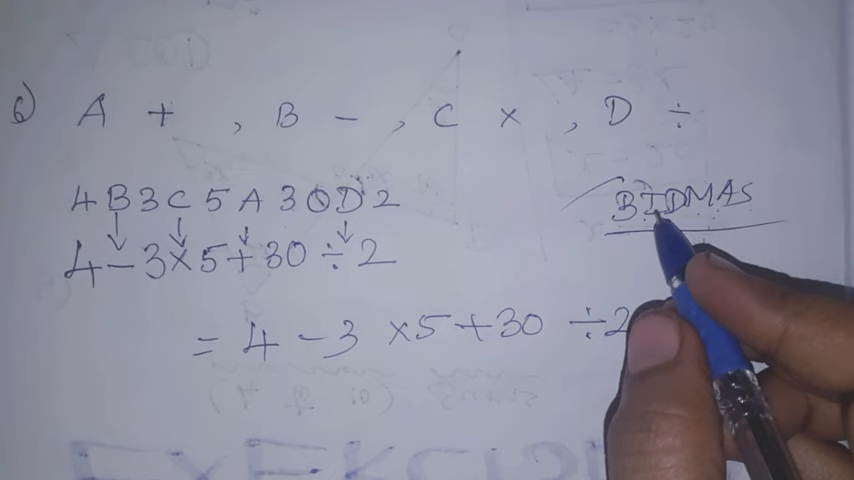 6) A + , B - , C × , D ÷
4B3C5A30D2
BIDMAS
4-3×5+30÷2
= 4-3×5+30÷2